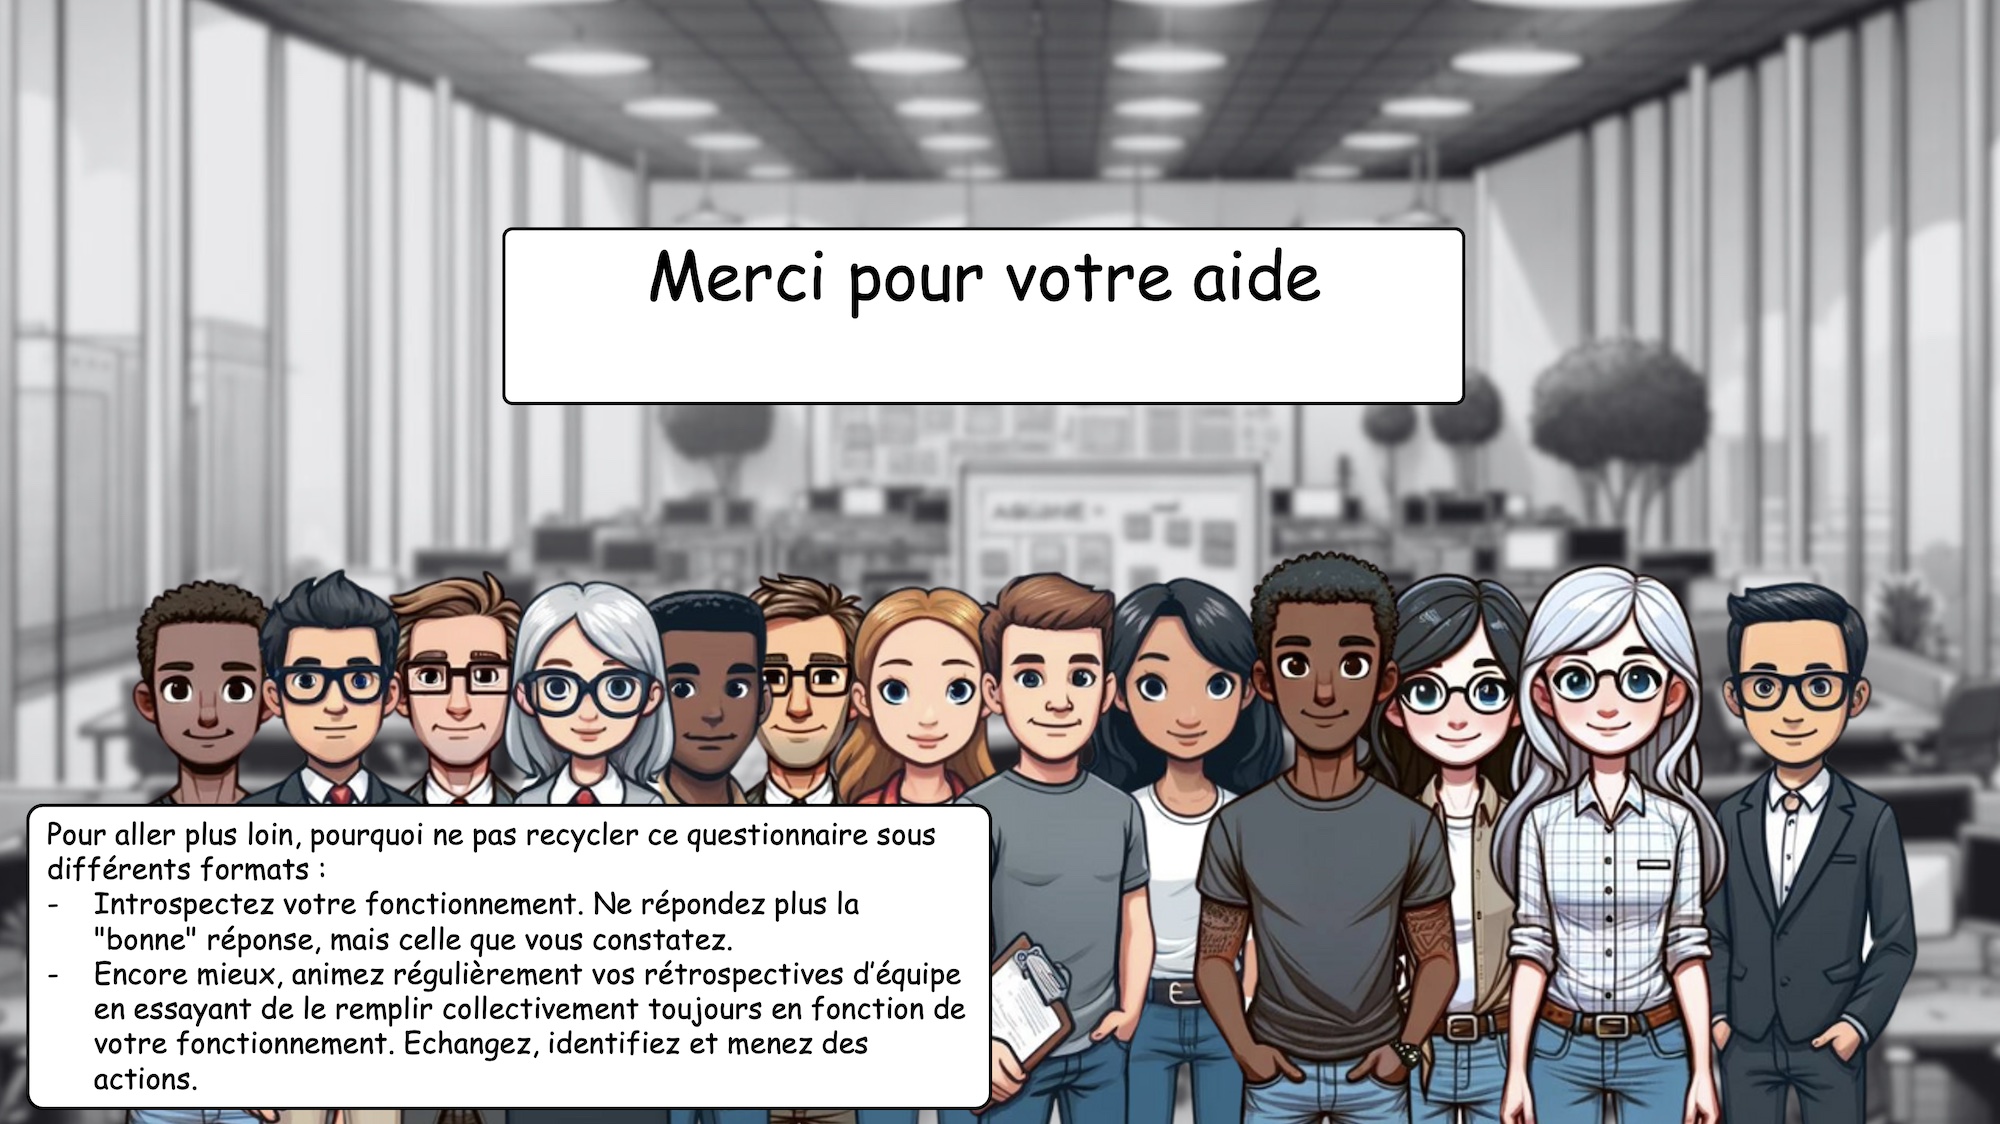 Merci pour votre aide
Pour aller plus loin, pourquoi ne pas recycler ce questionnaire sous
différents formats :
- Introspectez votre fonctionnement. Ne répondez plus la
"bonne" réponse, mais celle que vous constatez.
- Encore mieux, animez régulièrement vos rétrospectives d'équipe
en essayant de le remplir collectivement toujours en fonction de
votre fonctionnement. Echangez, identifiez et menez des
actions.